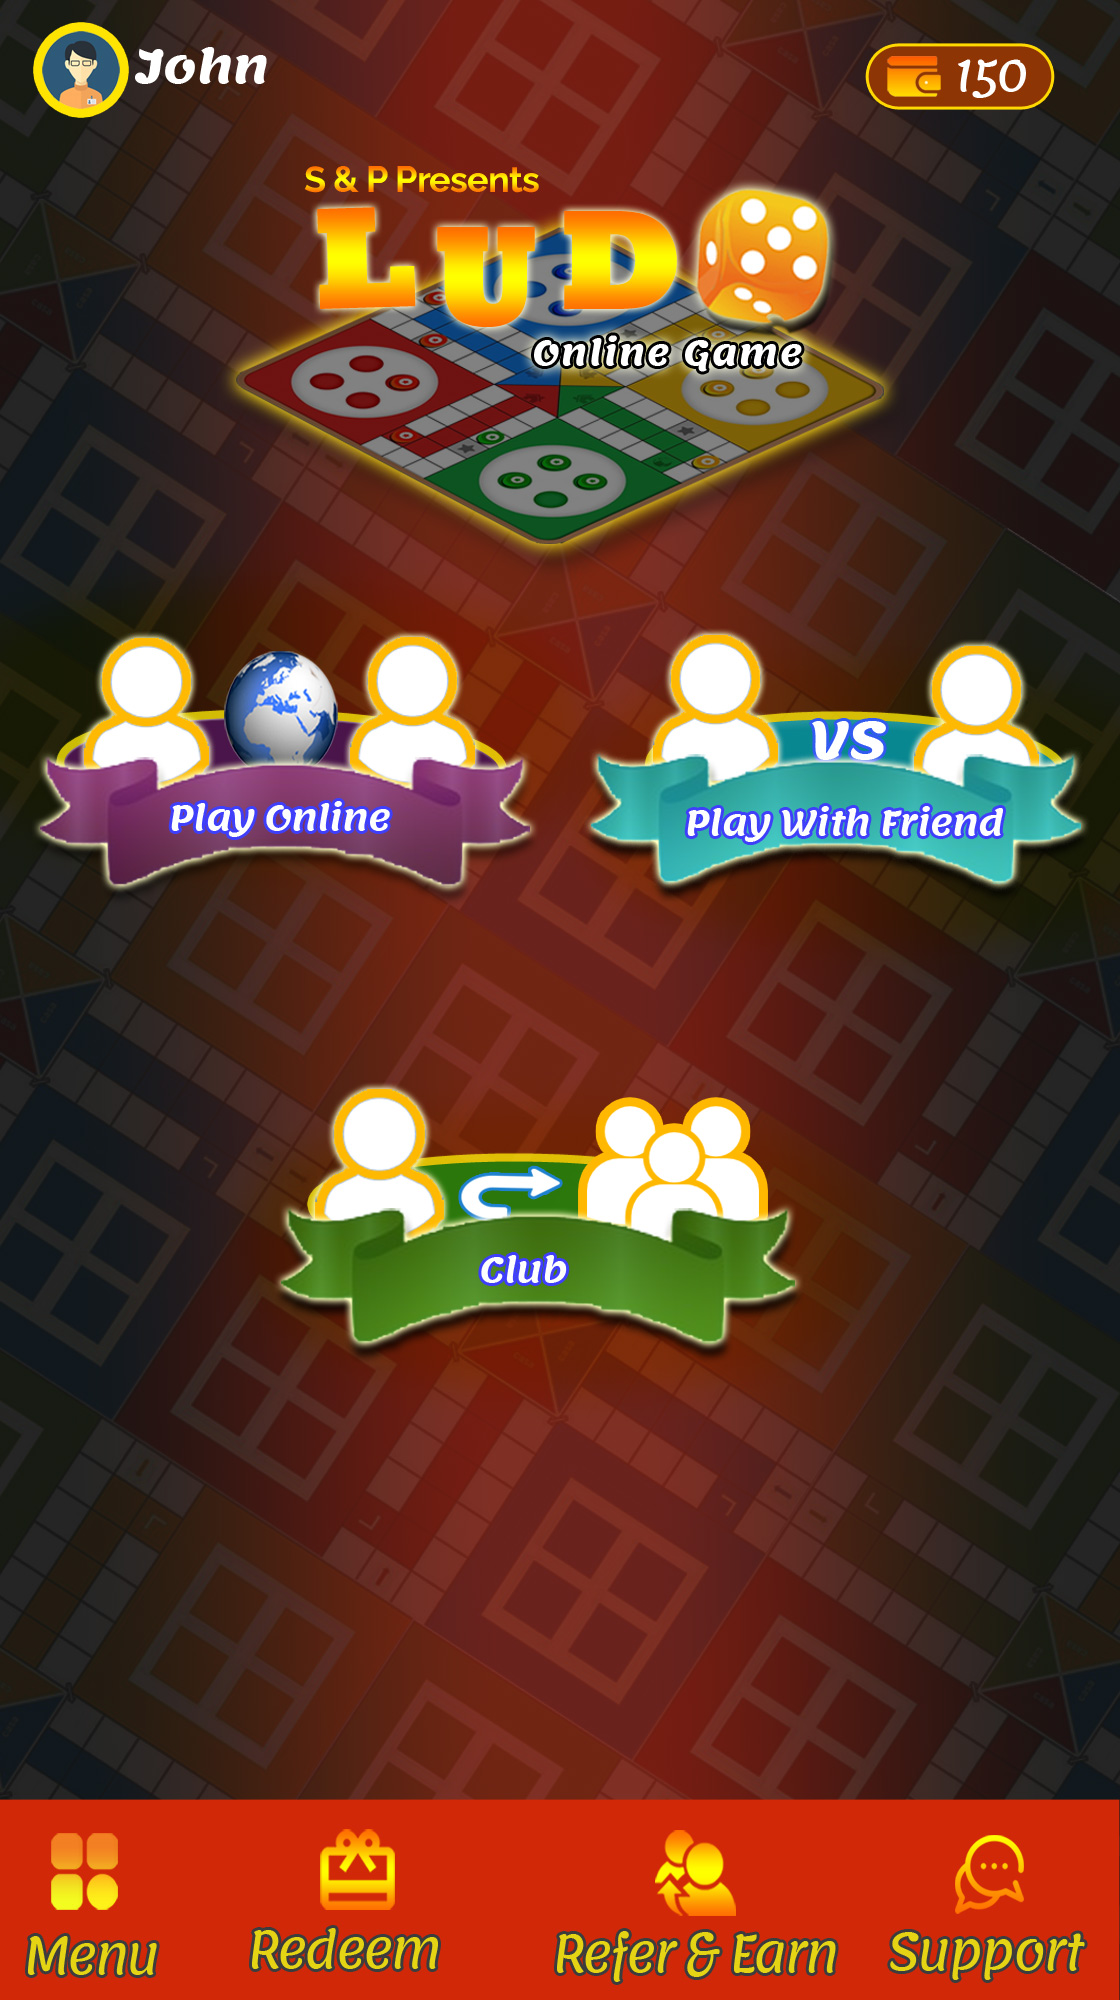 John
150
S & P Presents
LUDO
Online Game
VS
Play Online
Play With Friend
Club
Menu
Redeem
Refer & Earn
Support